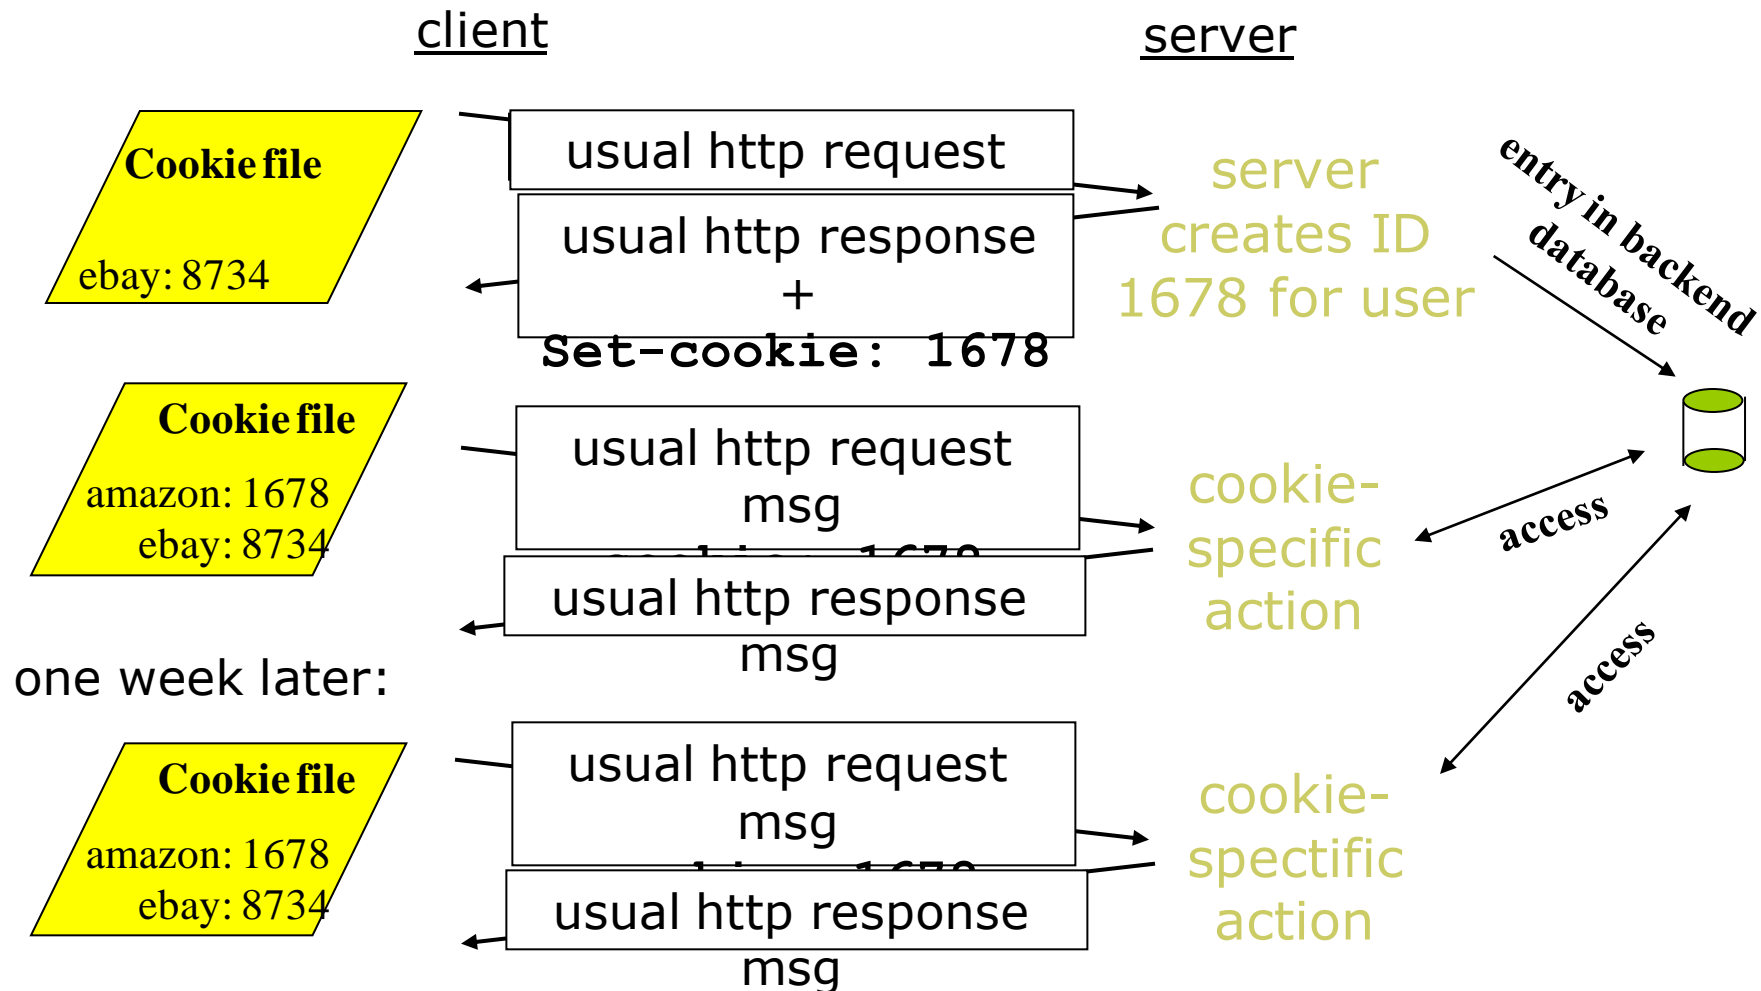 client
server
Cookie file
ebay: 8734
usual http request
usual http response
+
Set-cookie: 1678
server
creates ID
1678 for user
entry in backend
database
Cookie file
amazon: 1678
ebay: 8734
usual http request
msg
cookie: 1678
usual http response
msg
cookie-
specific
action
access
access
one week later:
Cookie file
amazon: 1678
ebay: 8734
usual http request
msg
1678
usual http response
msg
cookie-
spectific
action